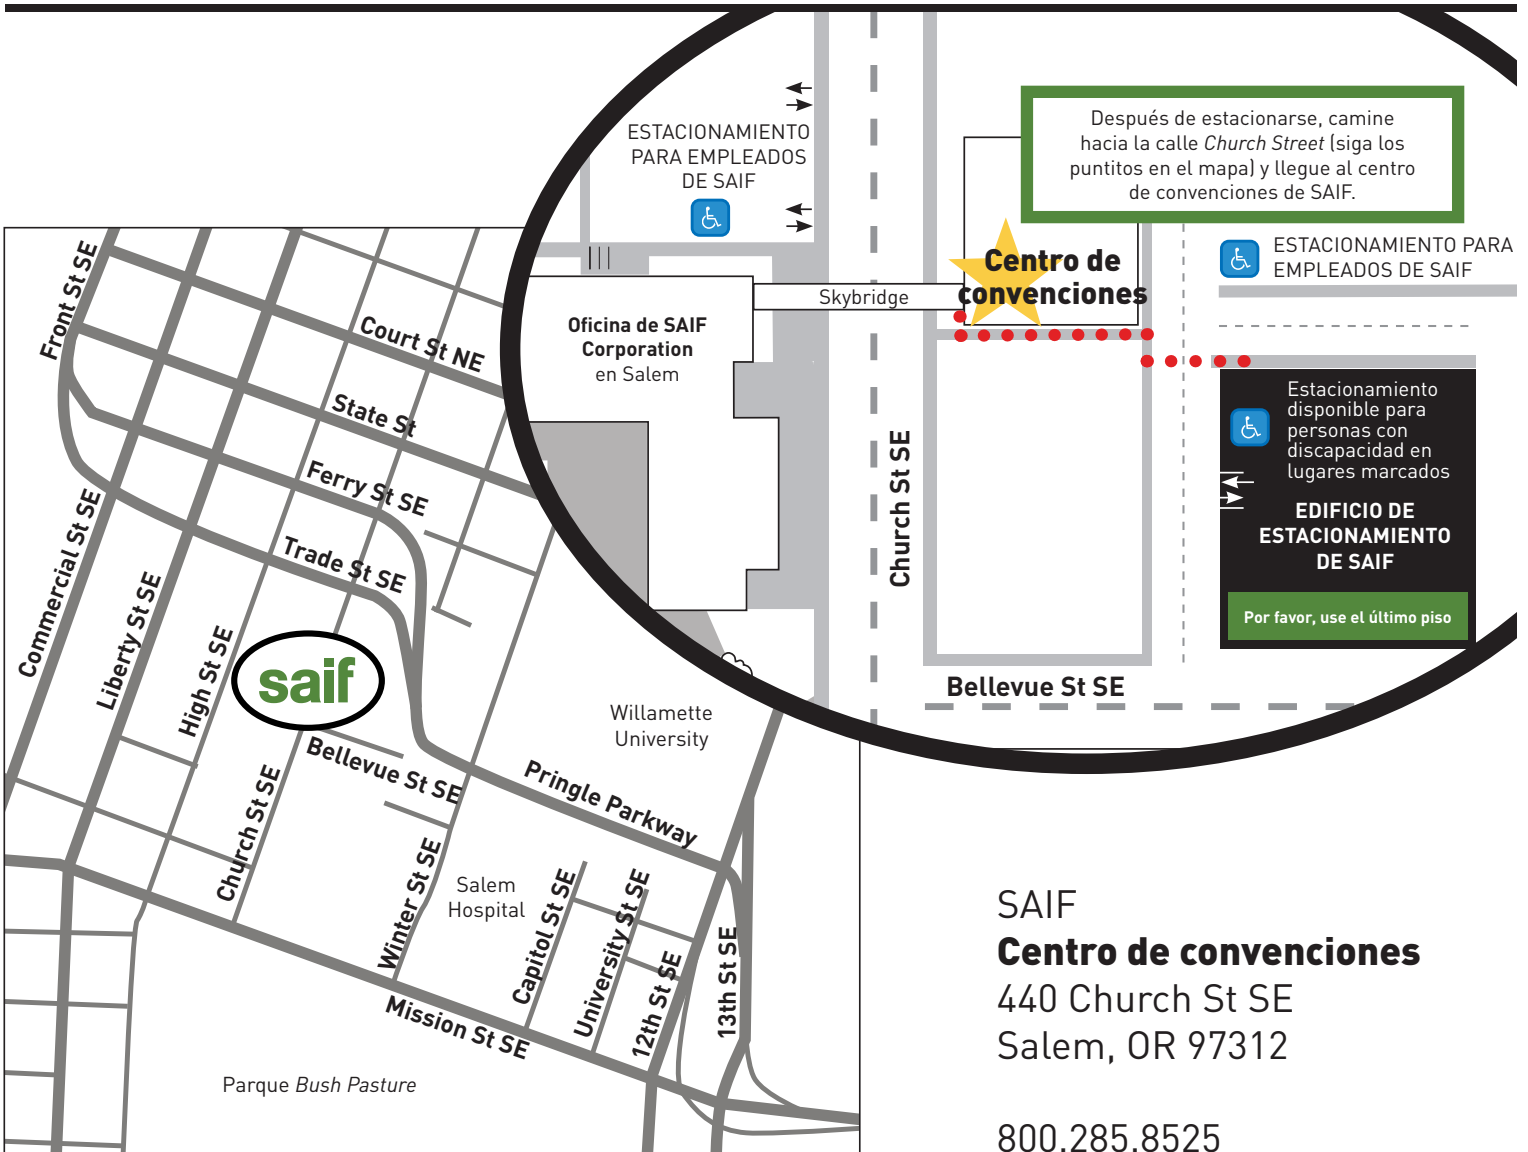 ESTACIONAMIENTO
PARA EMPLEADOS
DE SAIF
Después de estacionarse, camine
hacia la calle Church Street (siga los
puntitos en el mapa) y llegue al centro
de convenciones de SAIF.
ESTACIONAMIENTO PARA
EMPLEADOS DE SAIF
Centro de
convenciones
Skybridge
Oficina de SAIF
Corporation
en Salem
Church St SE
Estacionamiento
disponible para
personas con
discapacidad en
lugares marcados
EDIFICIO DE
ESTACIONAMIENTO
DE SAIF
Por favor, use el último piso
Bellevue St SE
Front St SE
Court St NE
State St
Ferry St SE
Trade St SE
Commercial St SE
Liberty St SE
High St SE
saif
Bellevue St SE
Church St SE
Willamette
University
Pringle Parkway
Winter St SE
Salem
Hospital
Capitol St SE
University St SE
12th St SE
13th St SE
Mission St SE
Parque Bush Pasture
SAIF
Centro de convenciones
440 Church St SE
Salem, OR 97312
800.285.8525